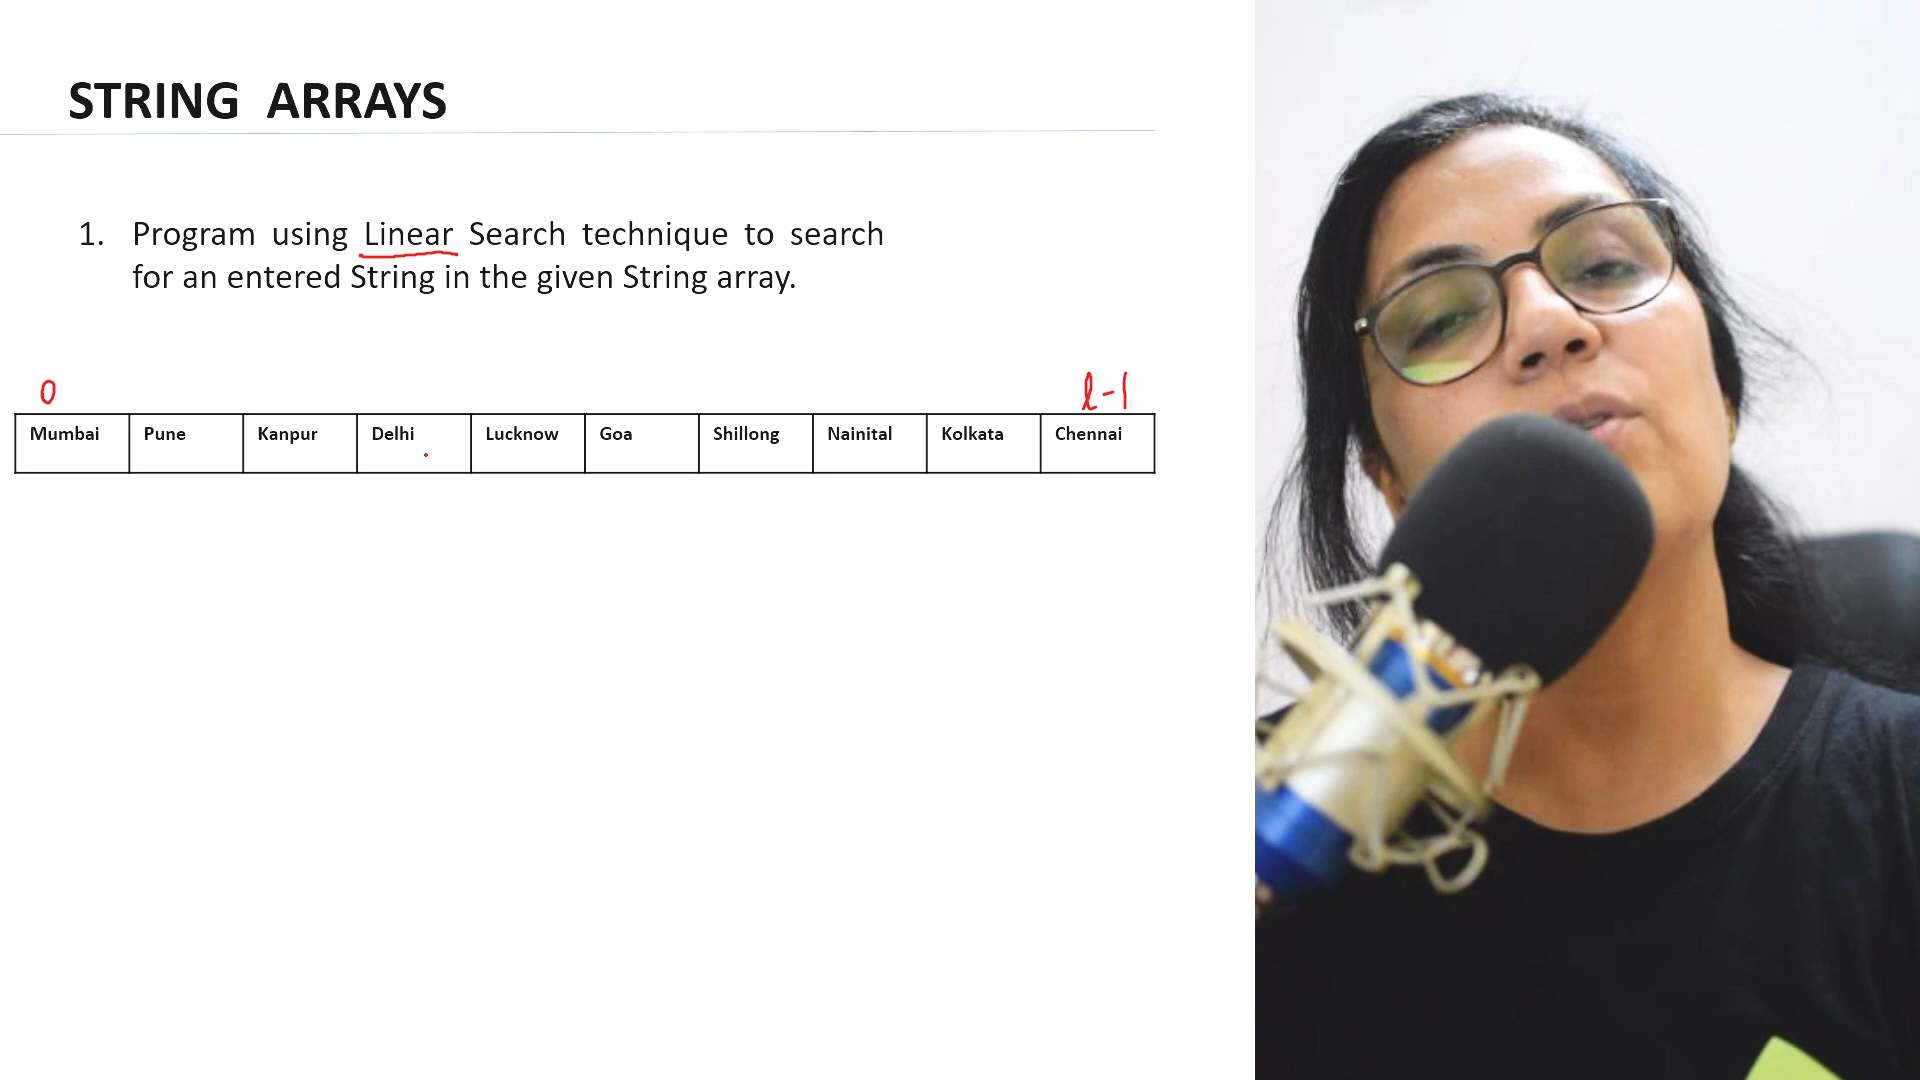 STRING ARRAYS
1. Program using Linear Search technique to search
for an entered String in the given String array.
0 l-1
Mumbai Pune Kanpur Delhi Lucknow Goa Shillong Nainital Kolkata Chennai